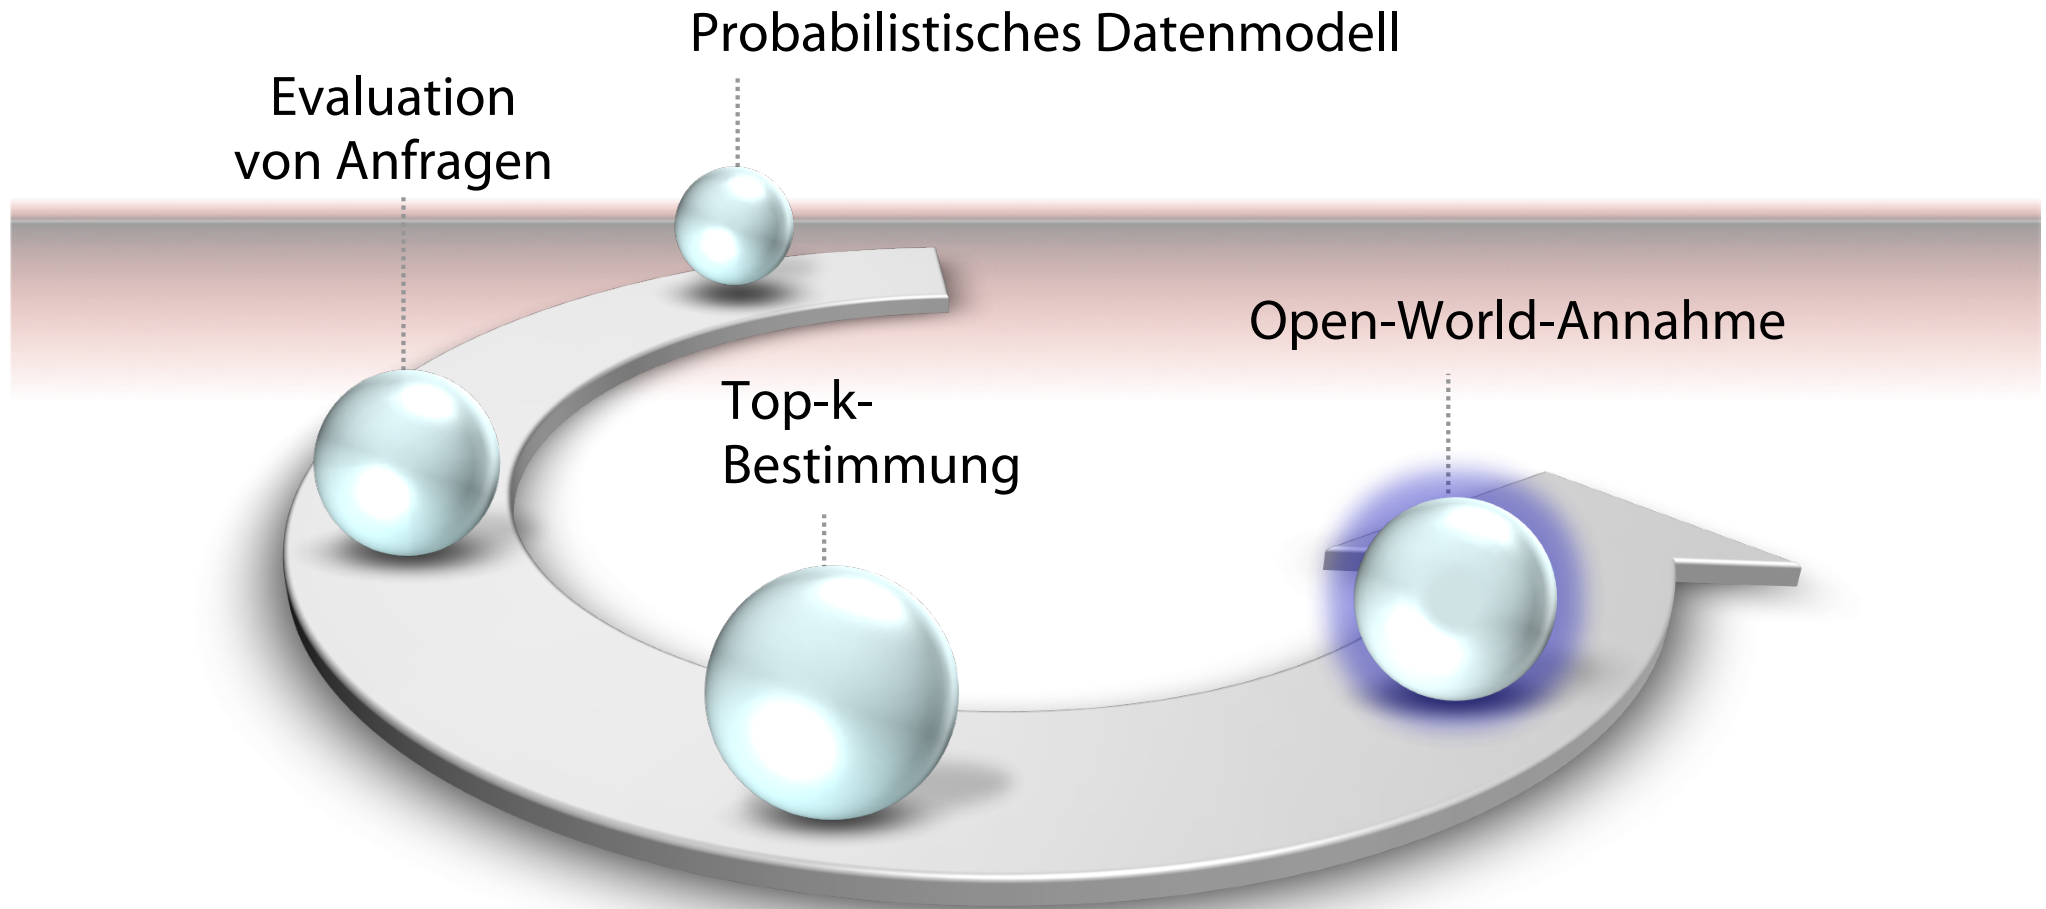 Probabilistisches Datenmodell
Evaluation
von Anfragen
Open-World-Annahme
Top-k-
Bestimmung